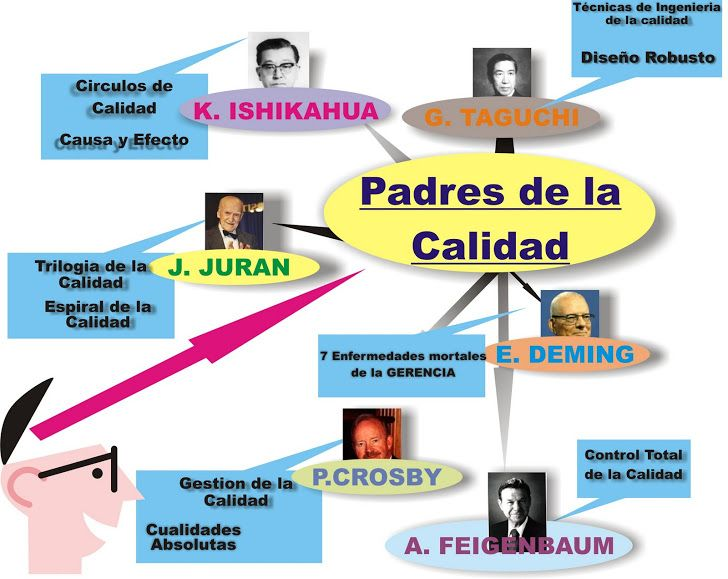 Técnicas de Ingenieria
de la calidad
Diseño Robusto
Circulos de
Calidad
Causa y Efecto
K. ISHIKAHUA
G. TAGUCHI
Padres de la
Calidad
Trilogia de la
Calidad
Espiral de la
Calidad
J. JURAN
7 Enfermedades mortales
de la GERENCIA
E. DEMING
Gestion de la
Calidad
Cualidades
Absolutas
P.CROSBY
Control Total
de la Calidad
A. FEIGENBAUM